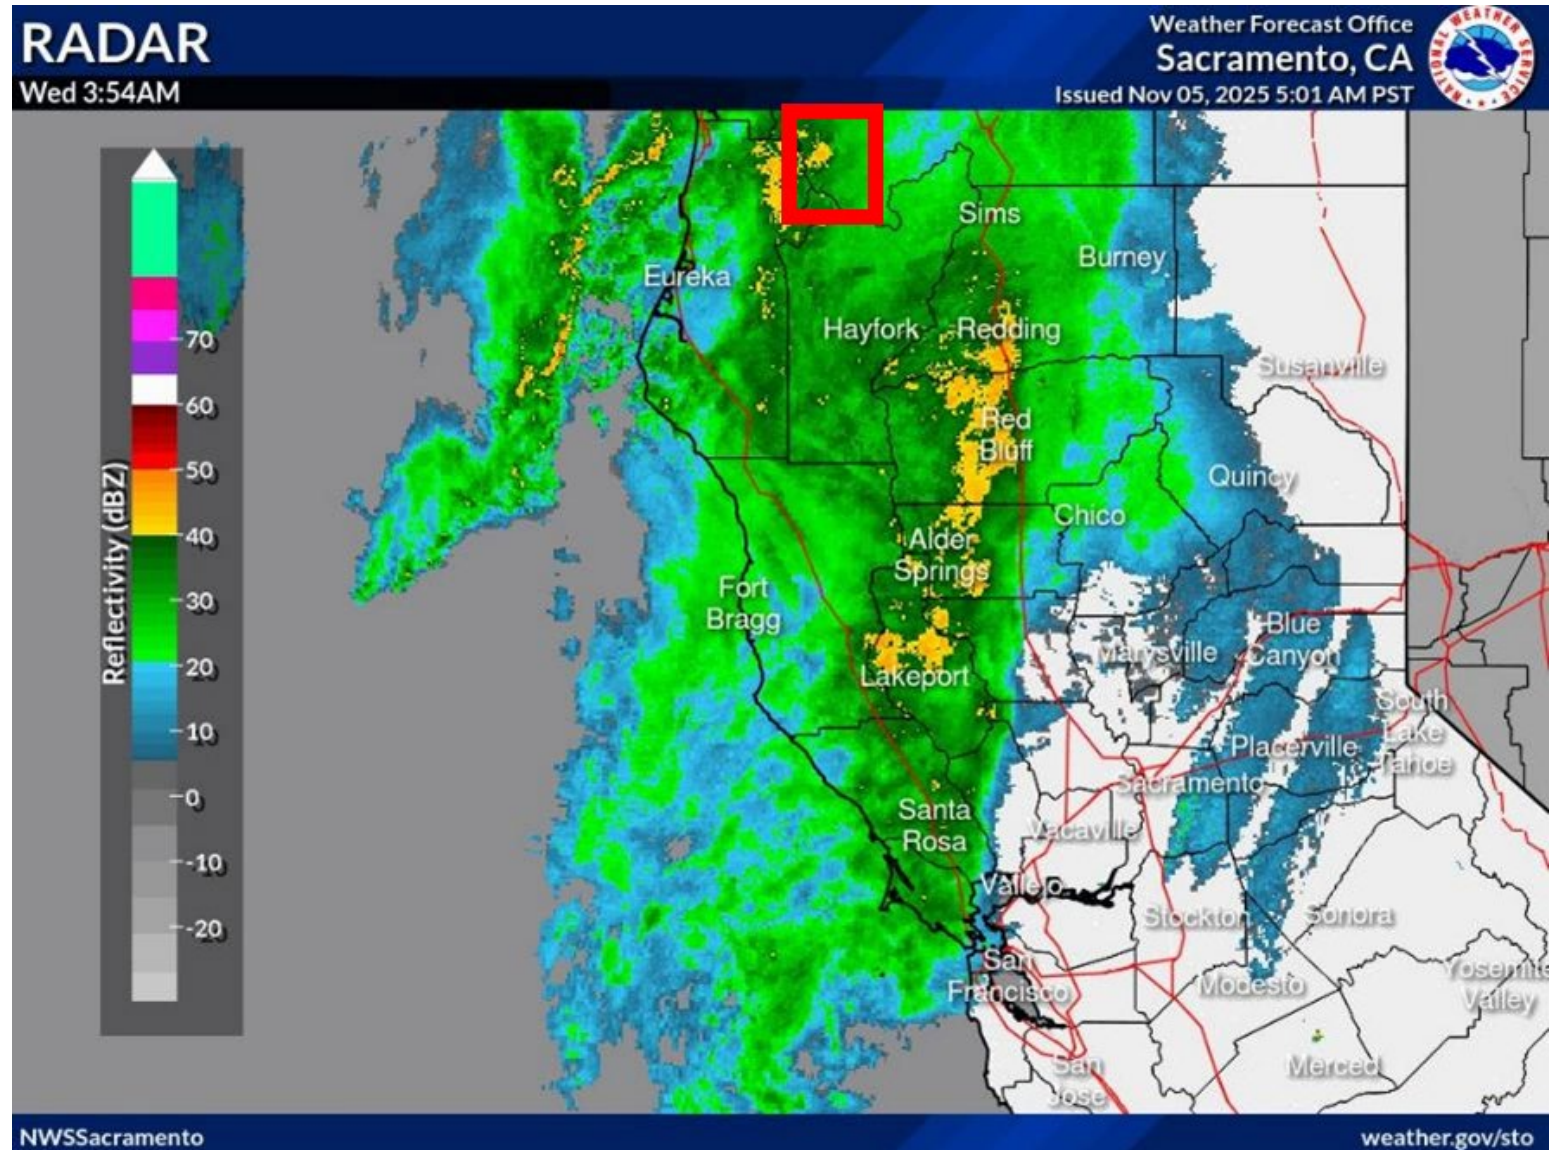 RADAR
Wed 3:54AM
Weather Forecast Office
Sacramento, CA
Issued Nov 05, 2025 5:01 AM PST
NATIONAL WEATHER SERVICE
Reflectivity (dBZ)
70
60
50
40
30
20
10
0
-10
-20
Sims
Burney
Eureka
Hayfork
Redding
Susanville
Red
Bluff
Quincy
Chico
Alder
Springs
Fort
Bragg
Blue
Canyon
Marysville
Lakeport
South
Lake
Tahoe
Placerville
Sacramento
Santa
Rosa
Vacaville
Vallejo
Stockton
Sonora
San
Francisco
Modesto
Yosemite
Valley
Merced
San
Jose
NWSSacramento
weather.gov/sto